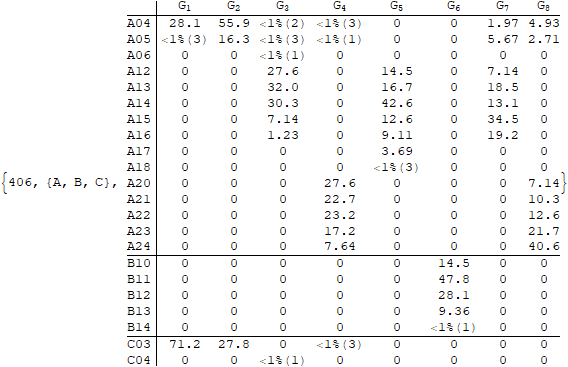 G1 G2 G3 G4 G5 G6 G7 G8
A04 28.1 55.9 <1%(2) <1%(3) 0 0 1.97 4.93
A05 <1%(3) 16.3 <1%(3) <1%(1) 0 0 5.67 2.71
A06 0 0 <1%(1) 0 0 0 0 0
A12 0 0 27.6 0 14.5 0 7.14 0
A13 0 0 32.0 0 16.7 0 18.5 0
A14 0 0 30.3 0 42.6 0 13.1 0
A15 0 0 7.14 0 12.6 0 34.5 0
A16 0 0 1.23 0 9.11 0 19.2 0
A17 0 0 0 0 3.69 0 0 0
A18 0 0 0 0 <1%(3) 0 0 0
{406, {A, B, C}, A20 0 0 0 27.6 0 0 0 7.14}
A21 0 0 0 22.7 0 0 0 10.3
A22 0 0 0 23.2 0 0 0 12.6
A23 0 0 0 17.2 0 0 0 21.7
A24 0 0 0 7.64 0 0 0 40.6
B10 0 0 0 0 0 14.5 0 0
B11 0 0 0 0 0 47.8 0 0
B12 0 0 0 0 0 28.1 0 0
B13 0 0 0 0 0 9.36 0 0
B14 0 0 0 0 0 <1%(1) 0 0
C03 71.2 27.8 0 <1%(3) 0 0 0 0
C04 0 0 <1%(1) 0 0 0 0 0